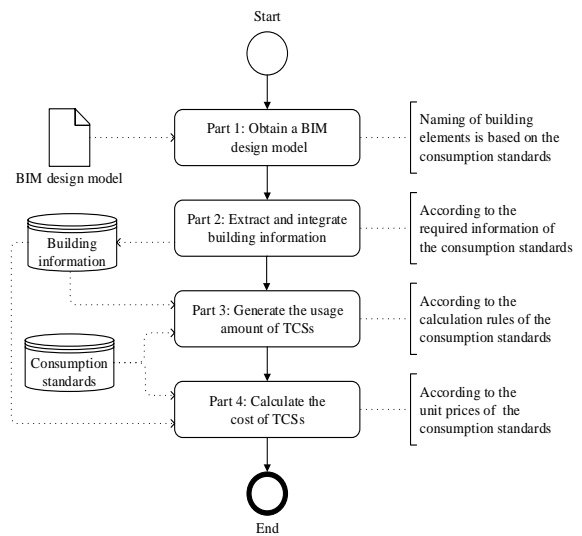 Start
Part 1: Obtain a BIM
design model
Naming of building
elements is based on the
consumption standards
BIM design model
Part 2: Extract and integrate
building information
According to the
required information of
the consumption standards
Building
information
Part 3: Generate the usage
amount of TCSs
According to the
calculation rules of the
consumption standards
Consumption
standards
Part 4: Calculate the
cost of TCSs
According to the
unit prices of the
consumption standards
End